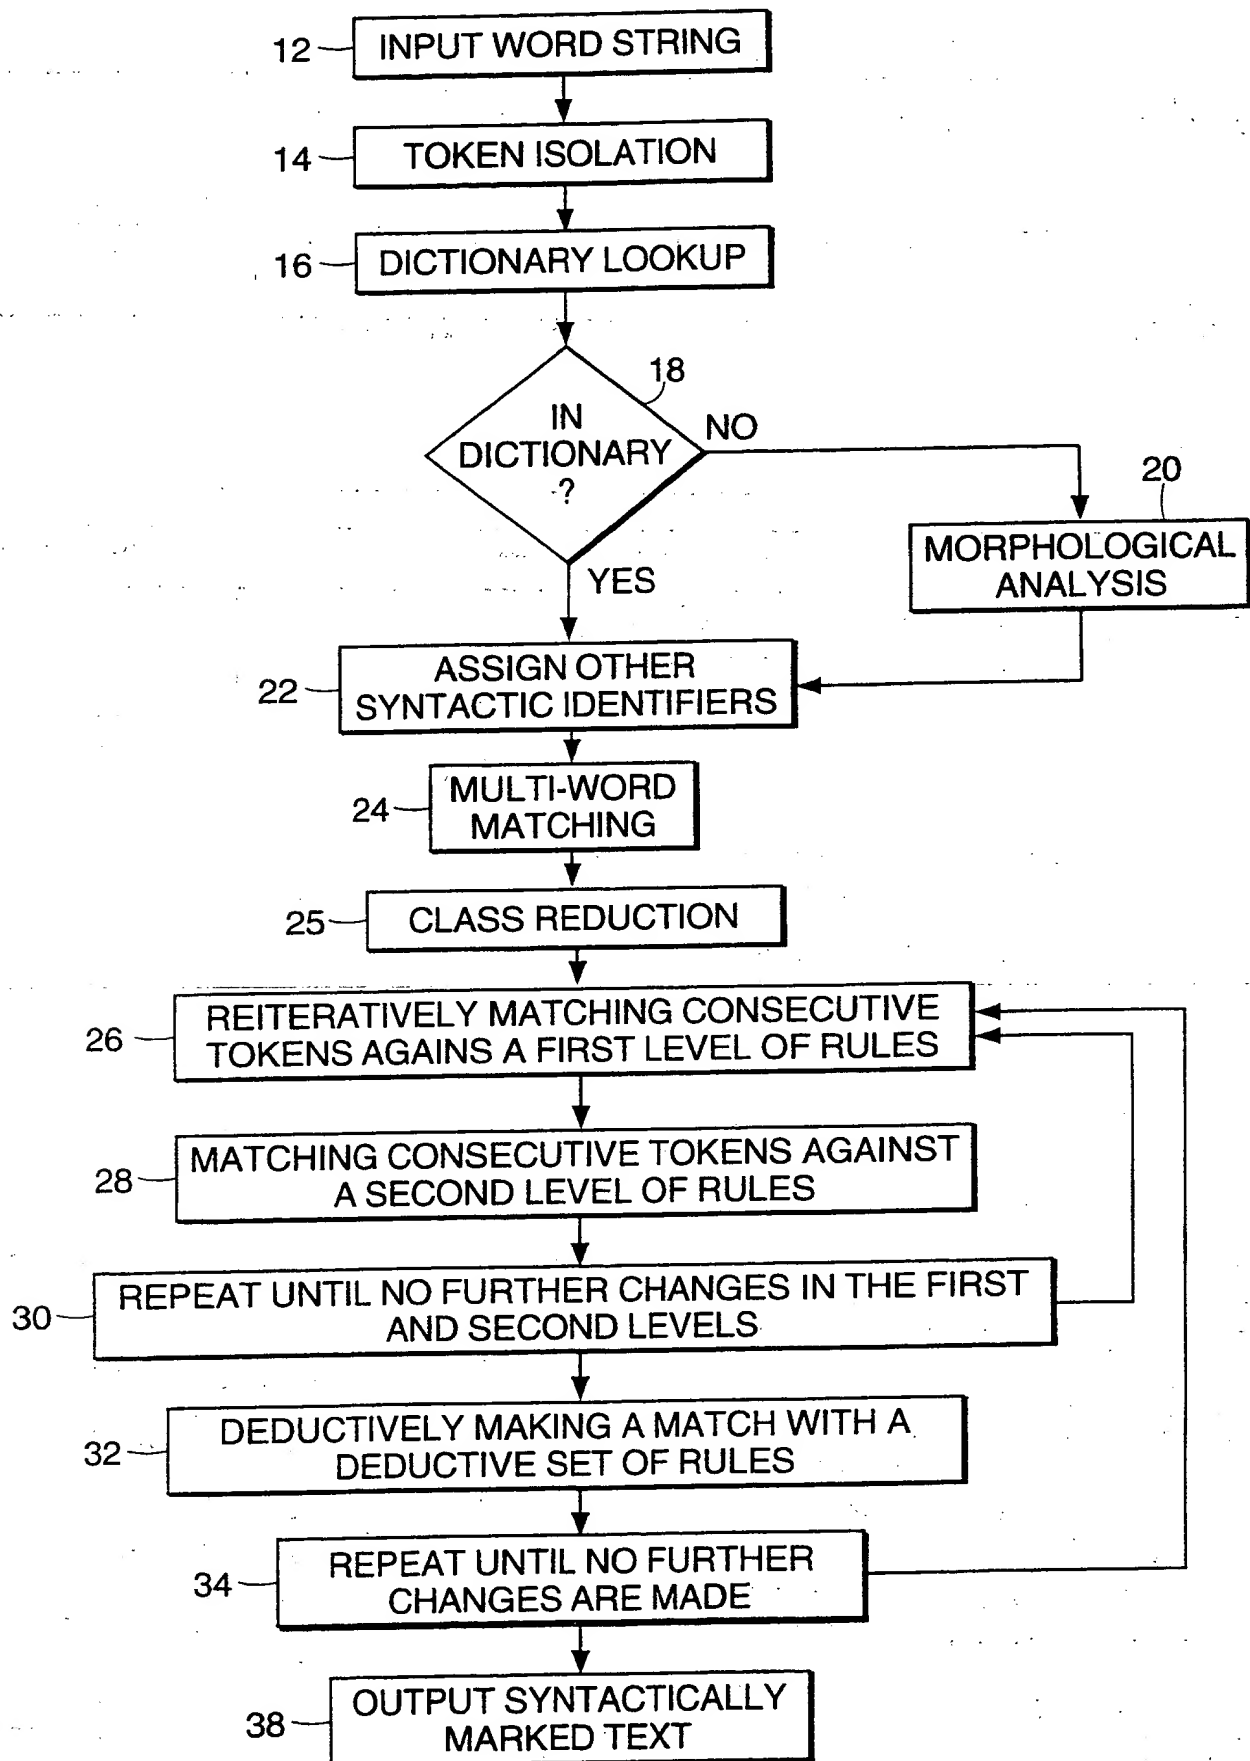 12
INPUT WORD STRING
14
TOKEN ISOLATION
16
DICTIONARY LOOKUP
18
IN
DICTIONARY
?
NO
YES
20
MORPHOLOGICAL
ANALYSIS
22
ASSIGN OTHER
SYNTACTIC IDENTIFIERS
24
MULTI-WORD
MATCHING
25
CLASS REDUCTION
26
REITERATIVELY MATCHING CONSECUTIVE
TOKENS AGAINS A FIRST LEVEL OF RULES
28
MATCHING CONSECUTIVE TOKENS AGAINST
A SECOND LEVEL OF RULES
30
REPEAT UNTIL NO FURTHER CHANGES IN THE FIRST
AND SECOND LEVELS
32
DEDUCTIVELY MAKING A MATCH WITH A
DEDUCTIVE SET OF RULES
34
REPEAT UNTIL NO FURTHER
CHANGES ARE MADE
38
OUTPUT SYNTACTICALLY
MARKED TEXT